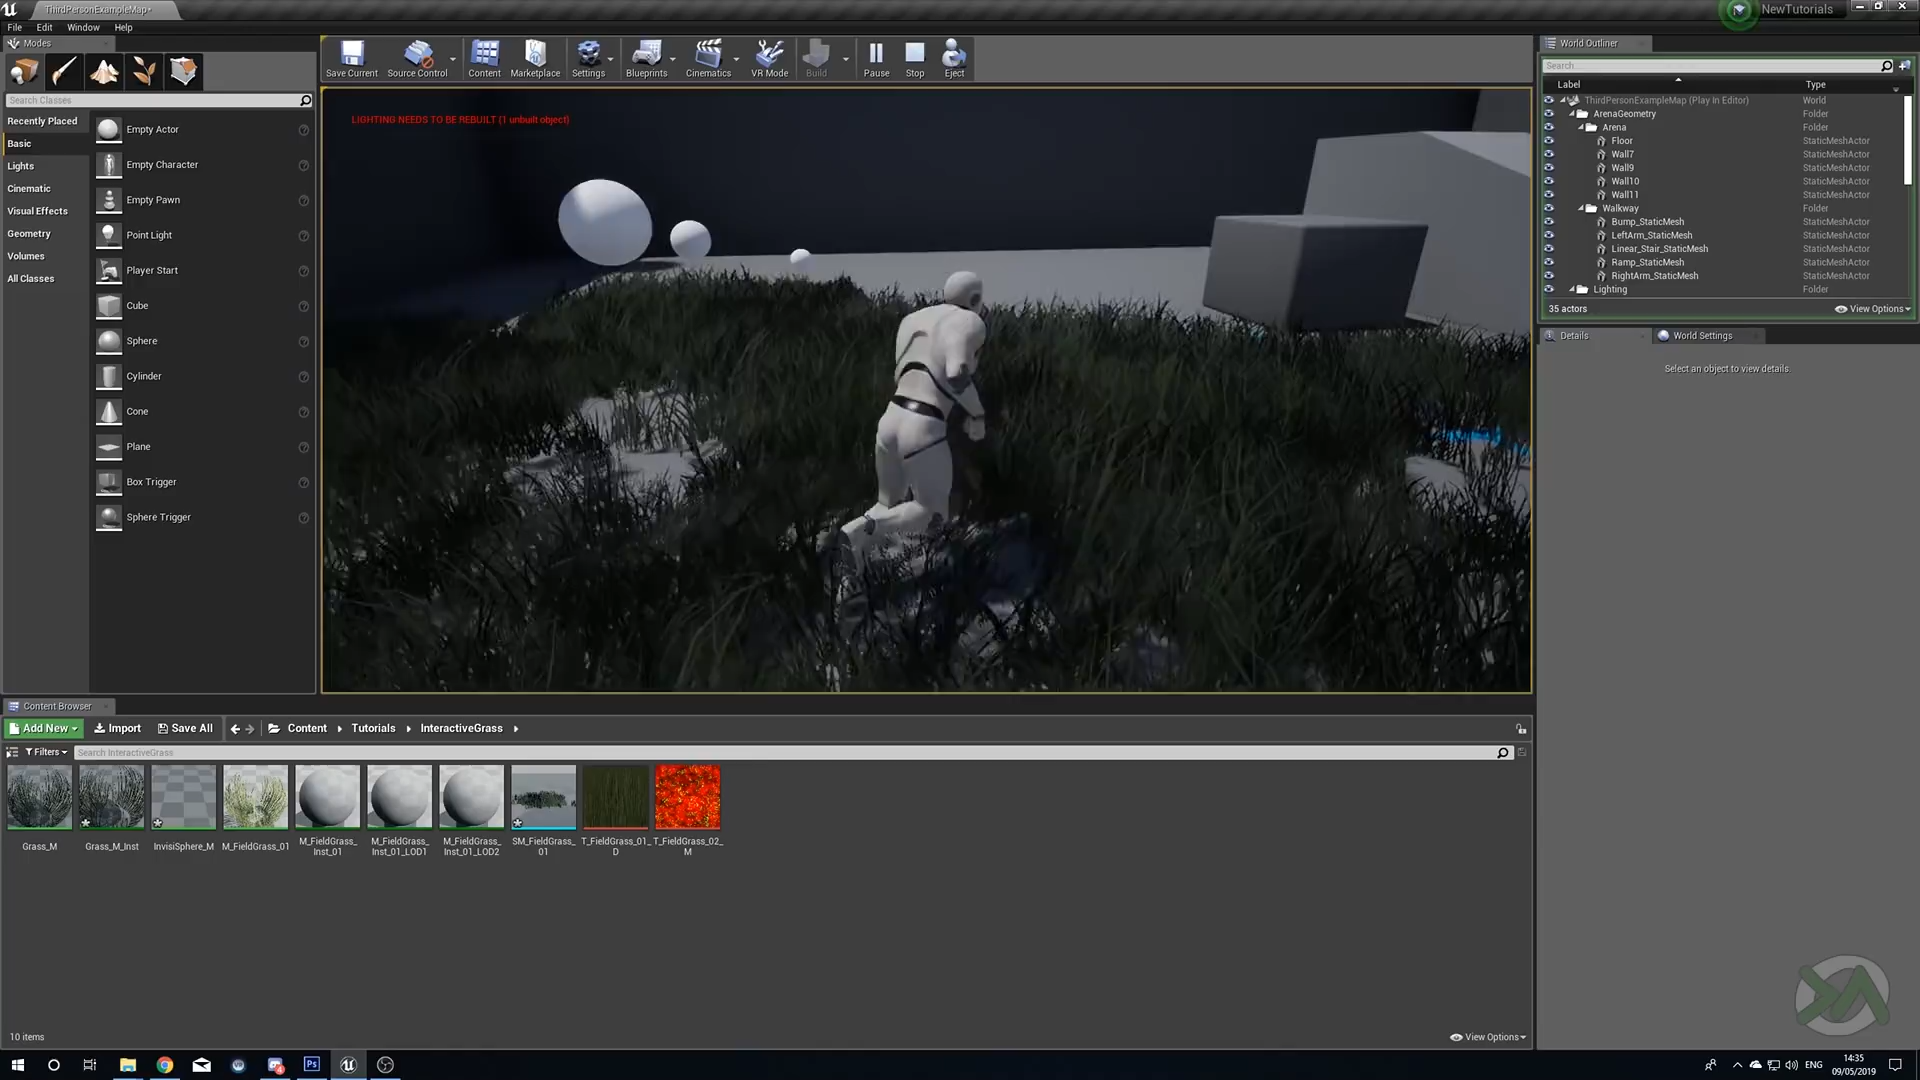 ThirdPersonExampleMap•
NewTutorials
File Edit Window Help
Modes
Search Classes
Recently Placed
Basic
Lights
Cinematic
Visual Effects
Geometry
Volumes
All Classes
Empty Actor
Empty Character
Empty Pawn
Point Light
Player Start
Cube
Sphere
Cylinder
Cone
Plane
Box Trigger
Sphere Trigger
Save Current Source Control Content Marketplace Settings Blueprints Cinematics VR Mode Build Pause Stop Eject
LIGHTING NEEDS TO BE REBUILT (1 unbuilt object)
World Outliner
Search
Label Type
ThirdPersonExampleMap (Play In Editor) World
ArenaGeometry Folder
Arena Folder
Floor StaticMeshActor
Wall7 StaticMeshActor
Wall9 StaticMeshActor
Wall10 StaticMeshActor
Wall11 StaticMeshActor
Walkway Folder
Bump_StaticMesh StaticMeshActor
LeftArm_StaticMesh StaticMeshActor
Linear_Stair_StaticMesh StaticMeshActor
Ramp_StaticMesh StaticMeshActor
RightArm_StaticMesh StaticMeshActor
Lighting Folder
35 actors View Options
Details World Settings
Select an object to view details.
Content Browser
Add New Import Save All Content Tutorials InteractiveGrass
Filters Search InteractiveGrass
Grass_M
Grass_M_Inst
InvisiSphere_M
M_FieldGrass_01
M_FieldGrass_
Inst_01
M_FieldGrass_
Inst_01_LOD1
M_FieldGrass_
Inst_01_LOD2
SM_FieldGrass_
01
T_FieldGrass_01_
D
T_FieldGrass_02_
M
10 items View Options
Ps
ENG
14:35
09/05/2019